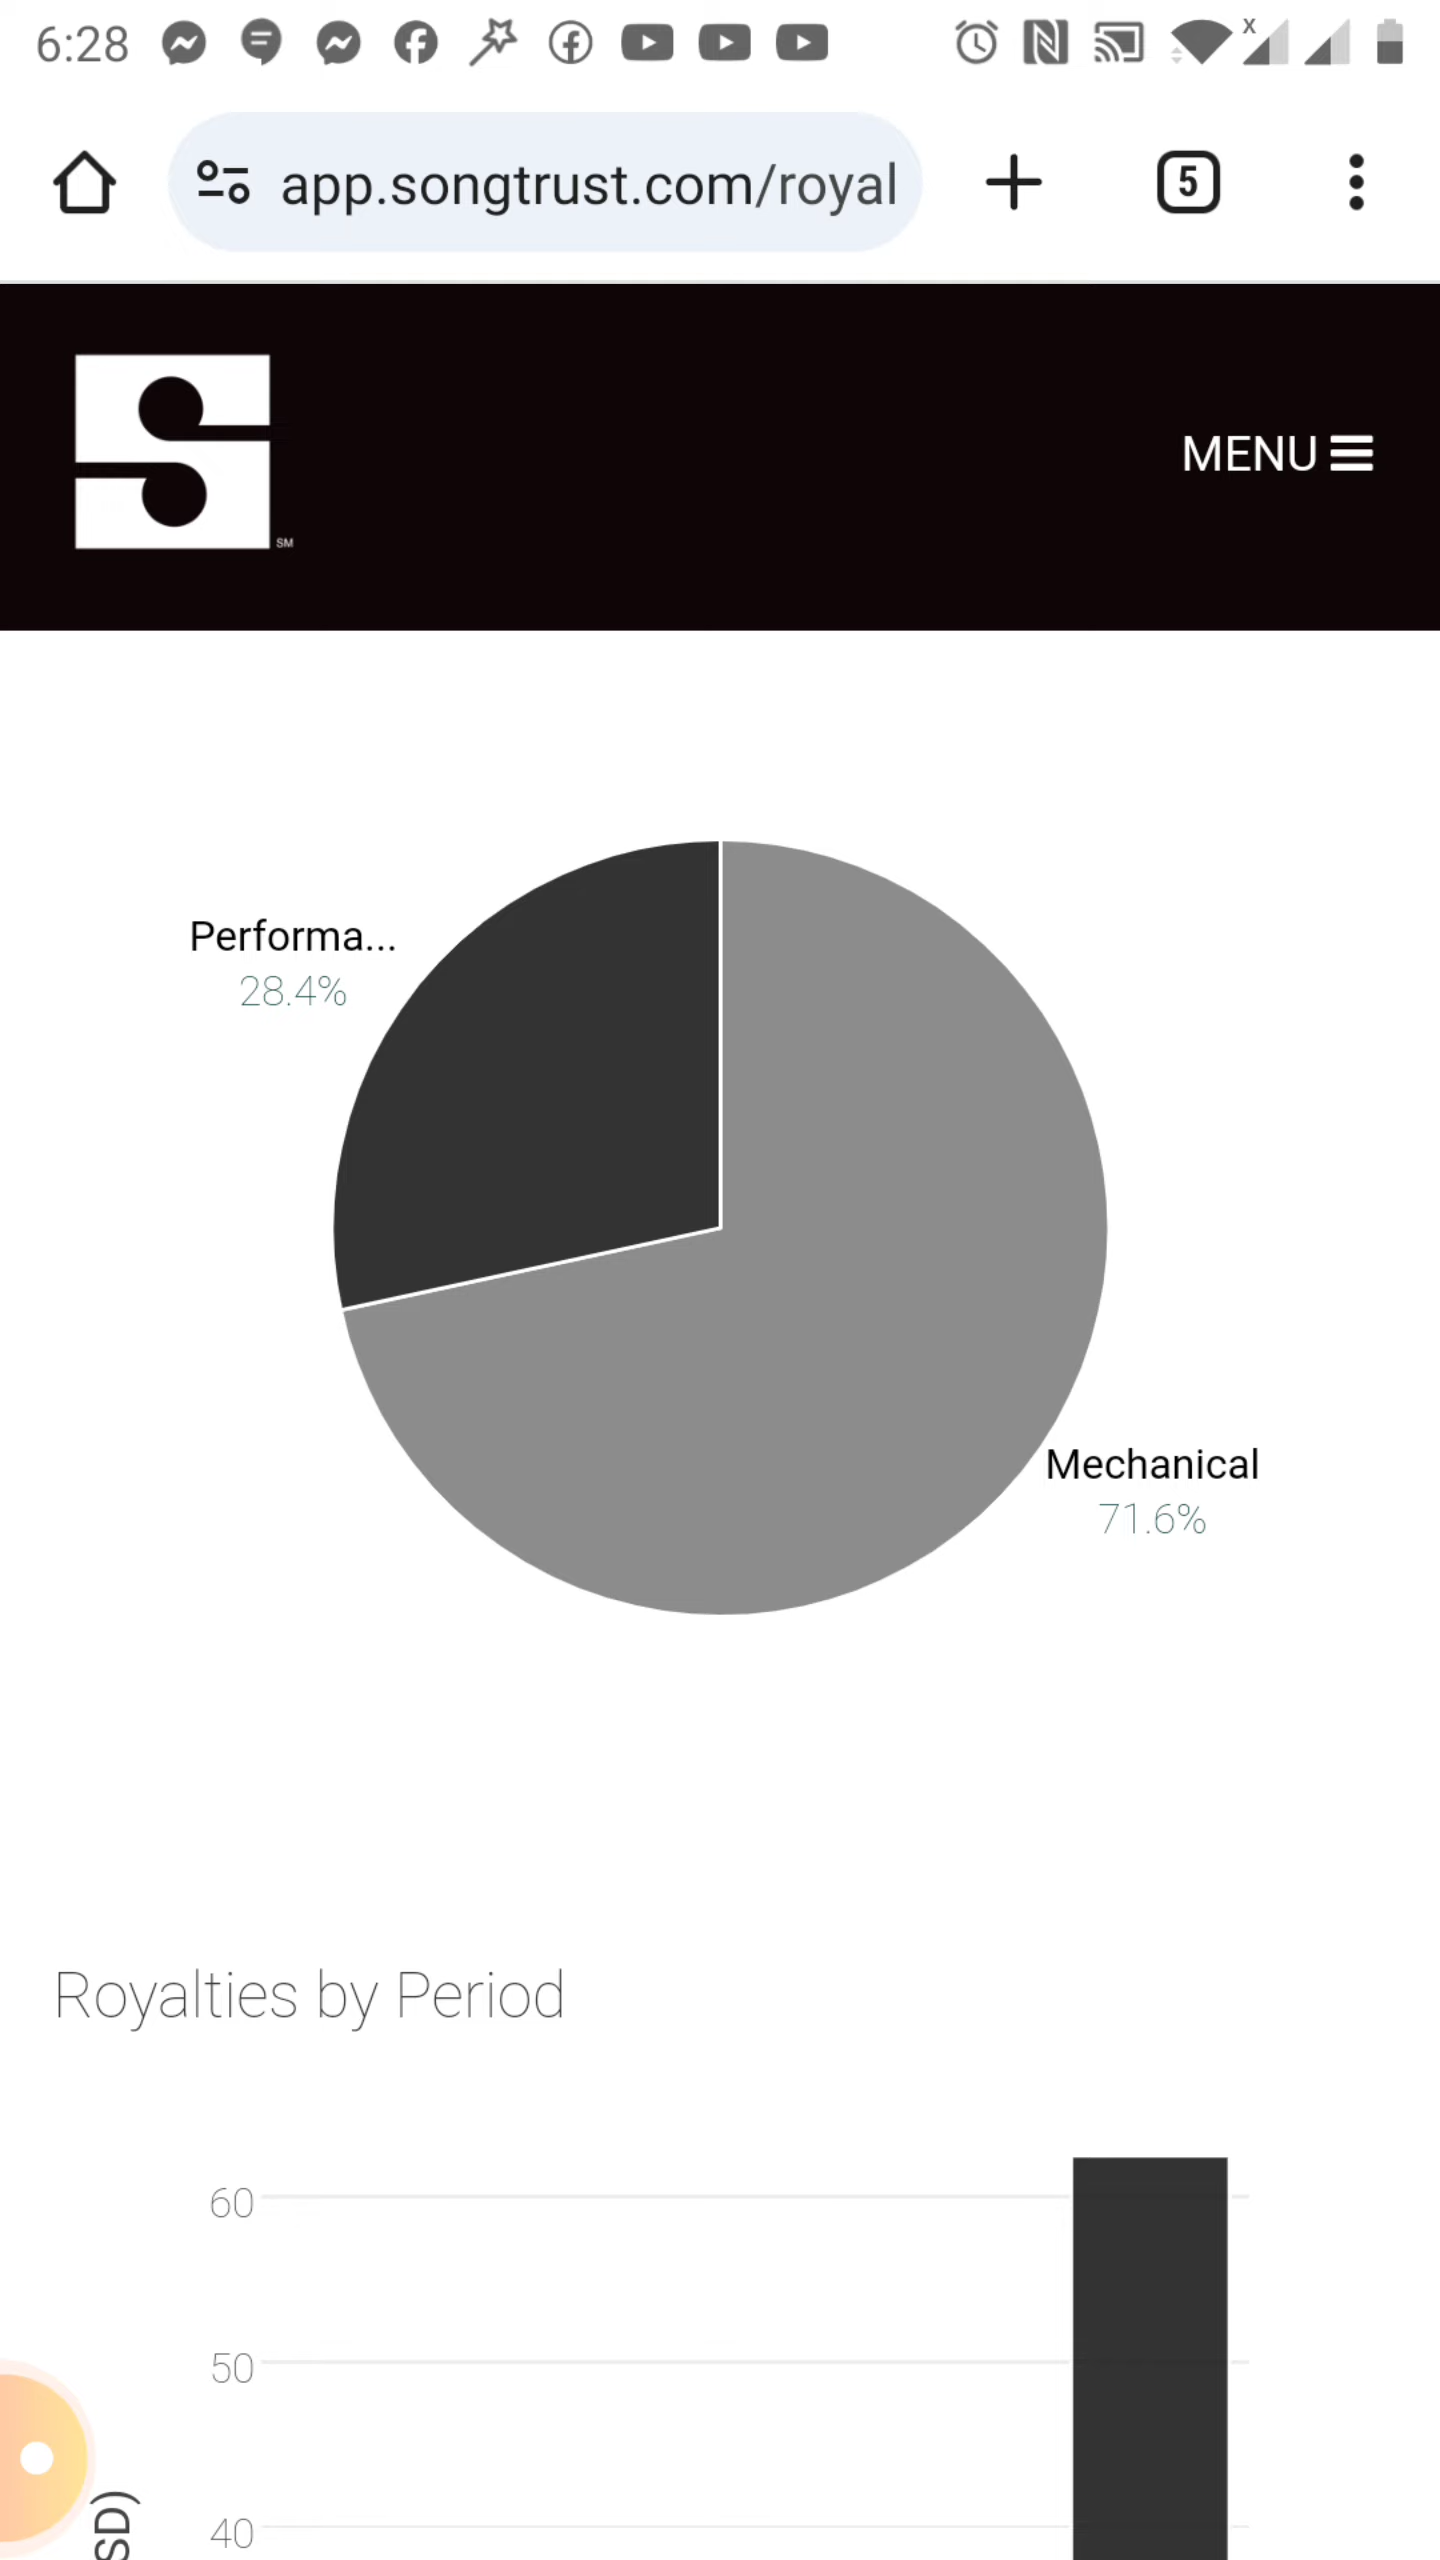 6:28
app.songtrust.com/royal
5
MENU
SM
Performa...
28.4%
Mechanical
71.6%
Royalties by Period
60
50
40
SD)